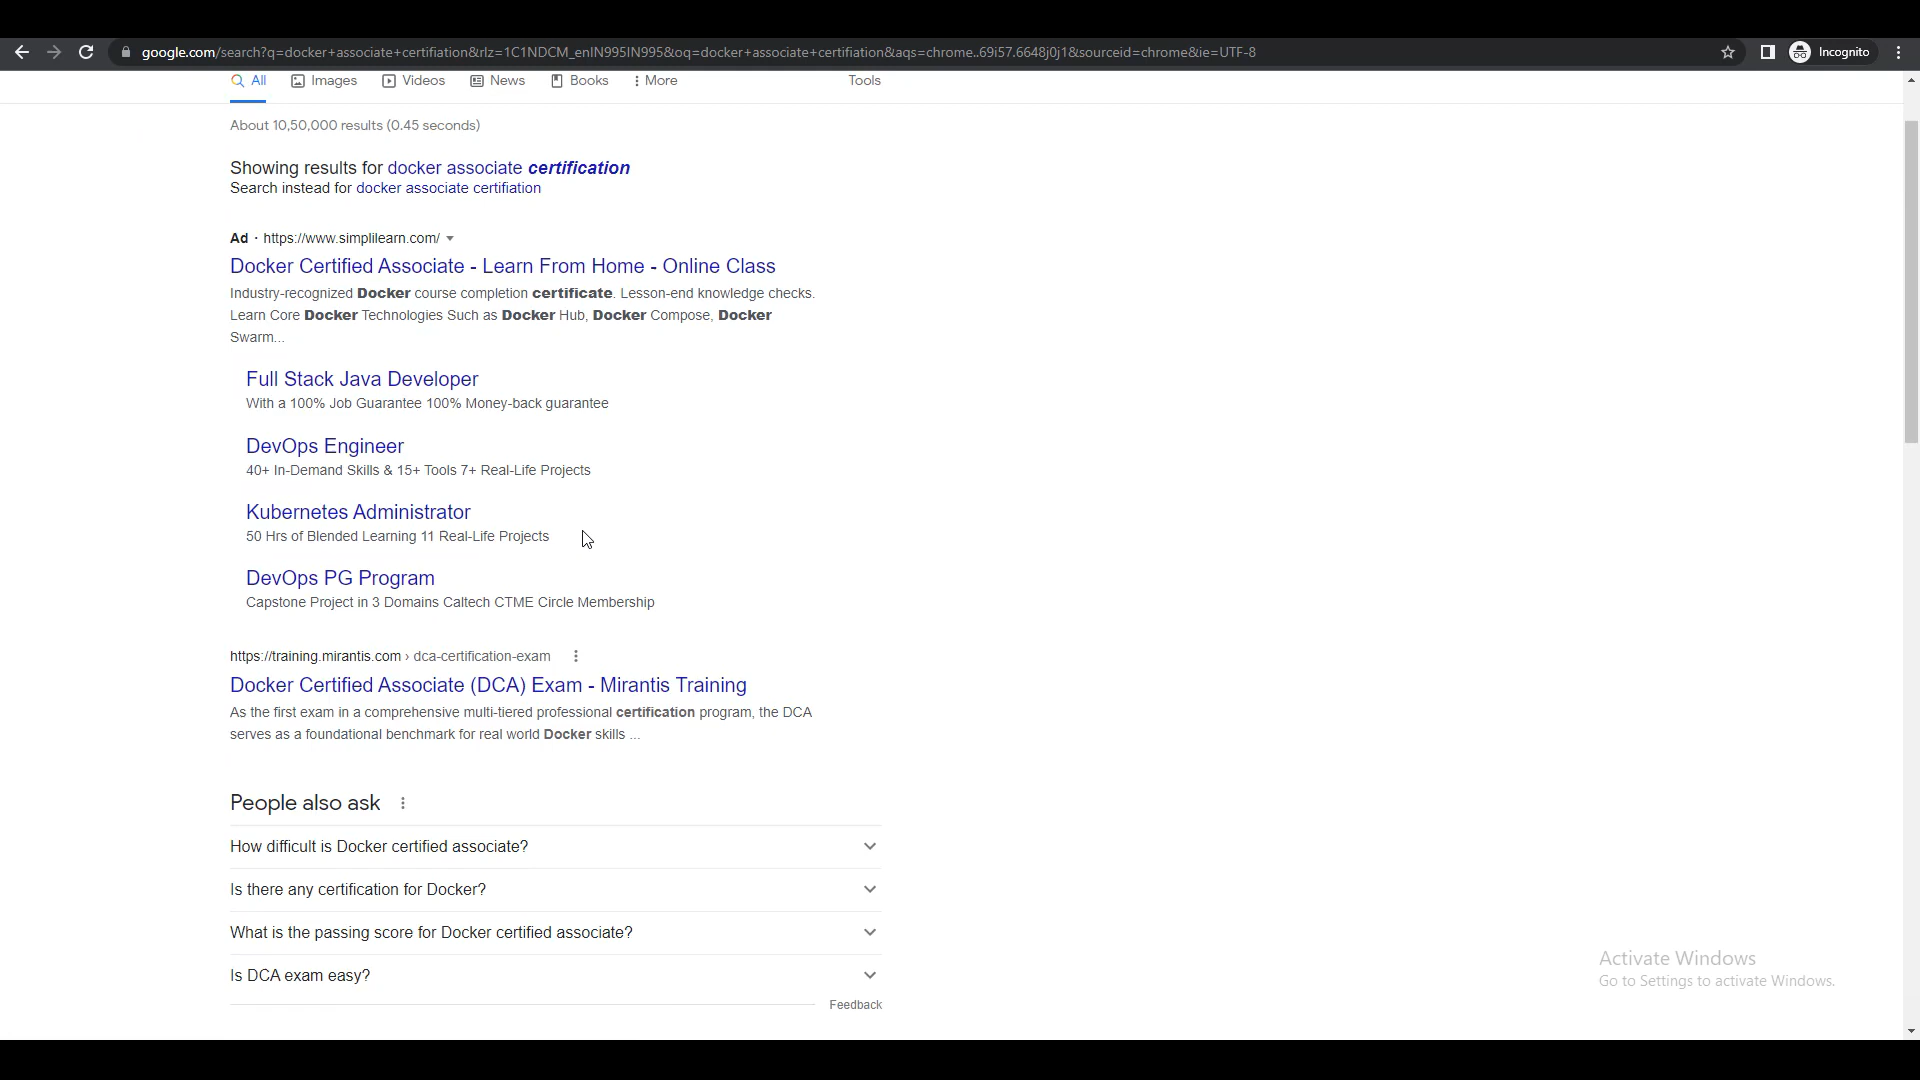 google.com/search?q=docker+associate+certifiation&rlz=1C1NDCM_enIN995IN995&oq=docker+associate+certifiation&aqs=chrome..69i57.6648j0j1&sourceid=chrome&ie=UTF-8
Incognito
All Images Videos News Books More Tools
About 10,50,000 results (0.45 seconds)
Showing results for docker associate certification
Search instead for docker associate certifiation
Ad · https://www.simplilearn.com/
Docker Certified Associate - Learn From Home - Online Class
Industry-recognized Docker course completion certificate. Lesson-end knowledge checks.
Learn Core Docker Technologies Such as Docker Hub, Docker Compose, Docker
Swarm...
Full Stack Java Developer
With a 100% Job Guarantee 100% Money-back guarantee
DevOps Engineer
40+ In-Demand Skills & 15+ Tools 7+ Real-Life Projects
Kubernetes Administrator
50 Hrs of Blended Learning 11 Real-Life Projects
DevOps PG Program
Capstone Project in 3 Domains Caltech CTME Circle Membership
https://training.mirantis.com › dca-certification-exam
Docker Certified Associate (DCA) Exam - Mirantis Training
As the first exam in a comprehensive multi-tiered professional certification program, the DCA
serves as a foundational benchmark for real world Docker skills ...
People also ask
How difficult is Docker certified associate?
Is there any certification for Docker?
What is the passing score for Docker certified associate?
Is DCA exam easy?
Feedback
Activate Windows
Go to Settings to activate Windows.